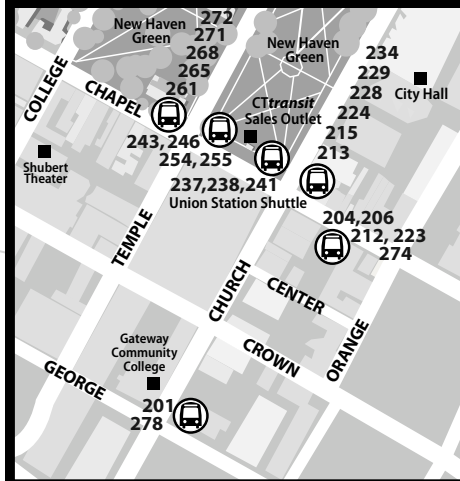 New Haven
Green
272
271
268
265
261
New Haven
Green
234
229
228
224
215
213
City Hall
COLLEGE
CHAPEL
CTtransit
Sales Outlet
243, 246
254, 255
Shubert
Theater
237,238,241
Union Station Shuttle
204,206
212, 223
274
TEMPLE
CHURCH
CENTER
ORANGE
CROWN
Gateway
Community
College
GEORGE
201
278